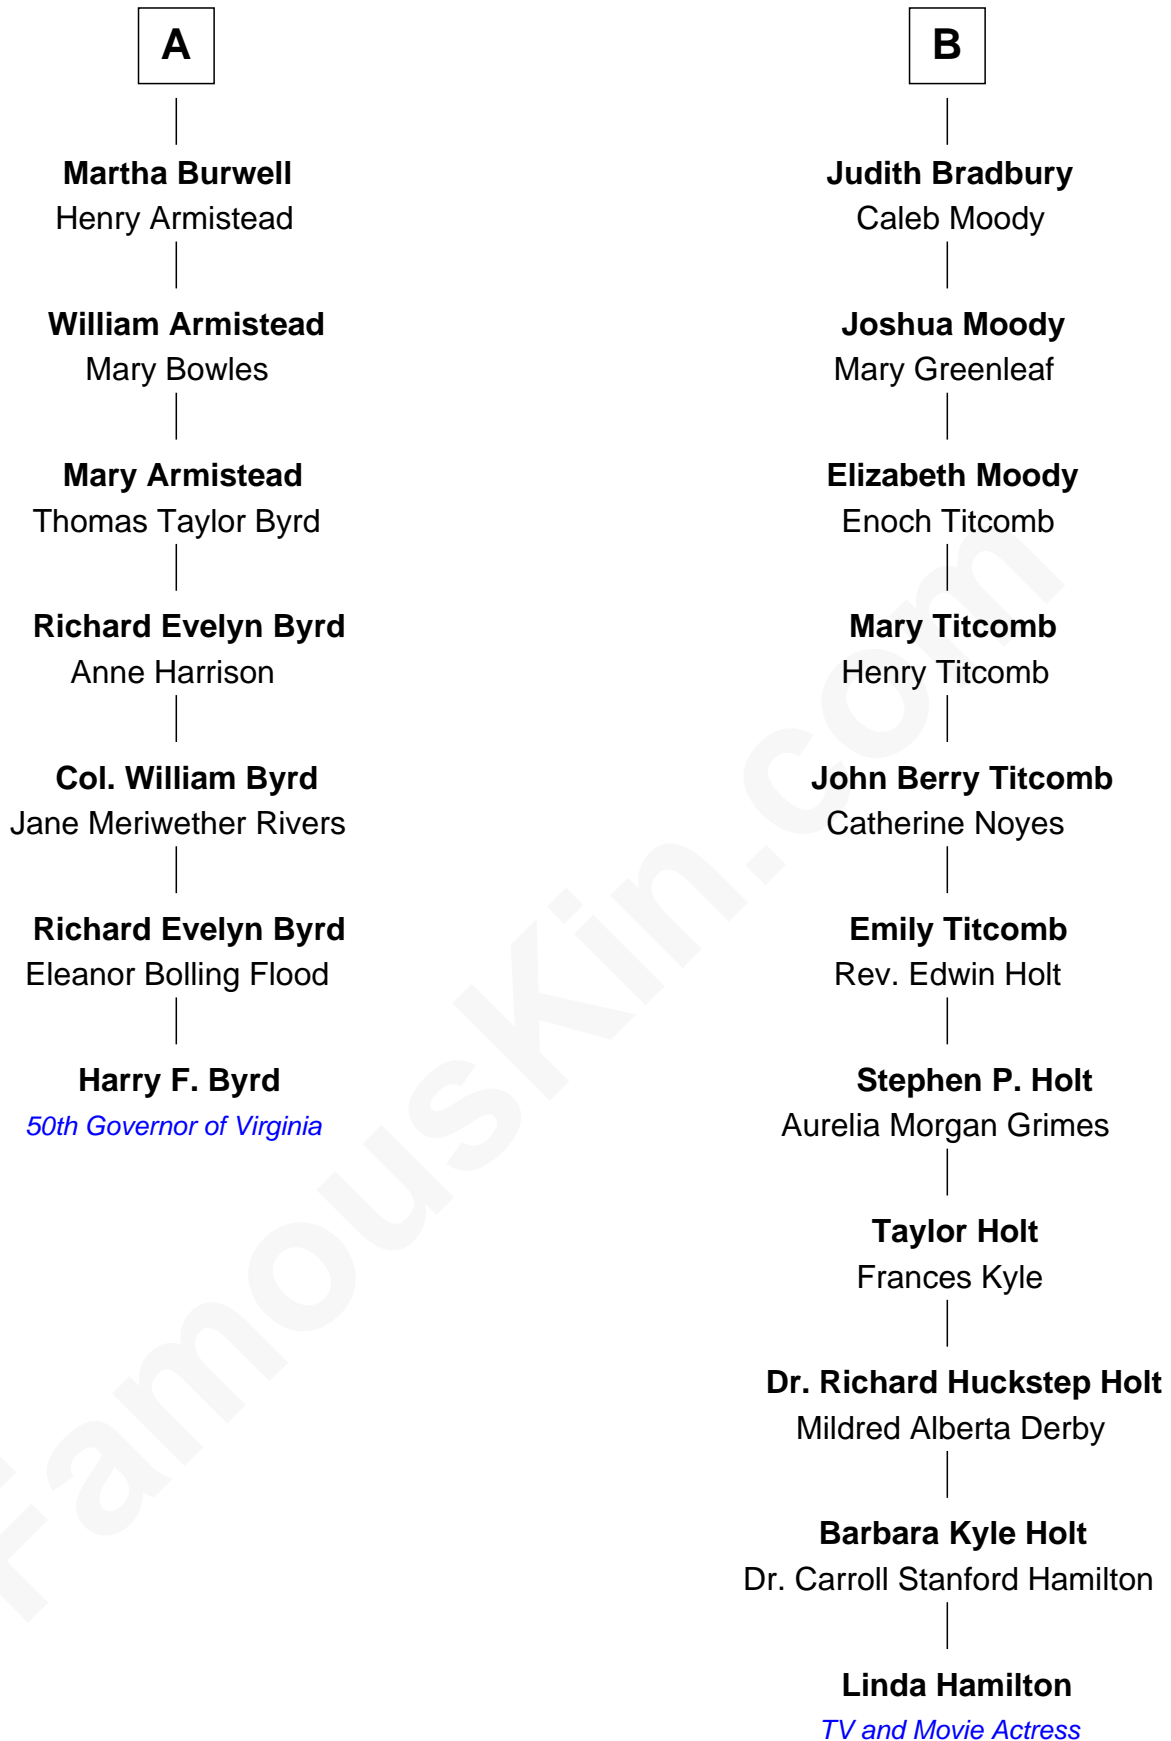 A
Martha Burwell
Henry Armistead
William Armistead
Mary Bowles
Mary Armistead
Thomas Taylor Byrd
Richard Evelyn Byrd
Anne Harrison
Col. William Byrd
Jane Meriwether Rivers
Richard Evelyn Byrd
Eleanor Bolling Flood
Harry F. Byrd
50th Governor of Virginia
B
Judith Bradbury
Caleb Moody
Joshua Moody
Mary Greenleaf
Elizabeth Moody
Enoch Titcomb
Mary Titcomb
Henry Titcomb
John Berry Titcomb
Catherine Noyes
Emily Titcomb
Rev. Edwin Holt
Stephen P. Holt
Aurelia Morgan Grimes
Taylor Holt
Frances Kyle
Dr. Richard Huckstep Holt
Mildred Alberta Derby
Barbara Kyle Holt
Dr. Carroll Stanford Hamilton
Linda Hamilton
TV and Movie Actress
FamousKin.com